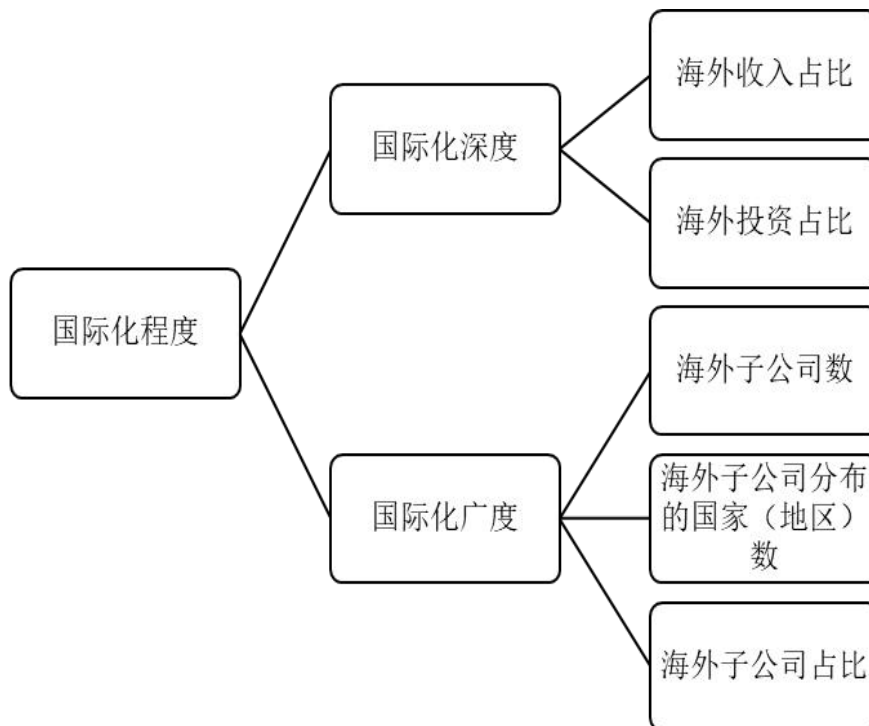 国际化程度
国际化深度
海外收入占比
海外投资占比
国际化广度
海外子公司数
海外子公司分布
的国家（地区）
数
海外子公司占比